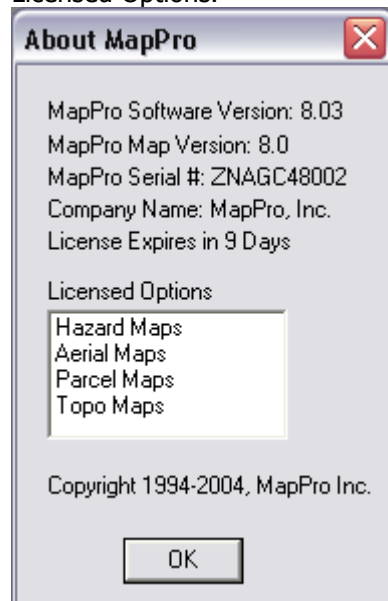 Licensed Options.
About MapPro
MapPro Software Version: 8.03
MapPro Map Version: 8.0
MapPro Serial #: ZNAGC48002
Company Name: MapPro, Inc.
License Expires in 9 Days
Licensed Options
Hazard Maps
Aerial Maps
Parcel Maps
Topo Maps
Copyright 1994-2004, MapPro Inc.
OK